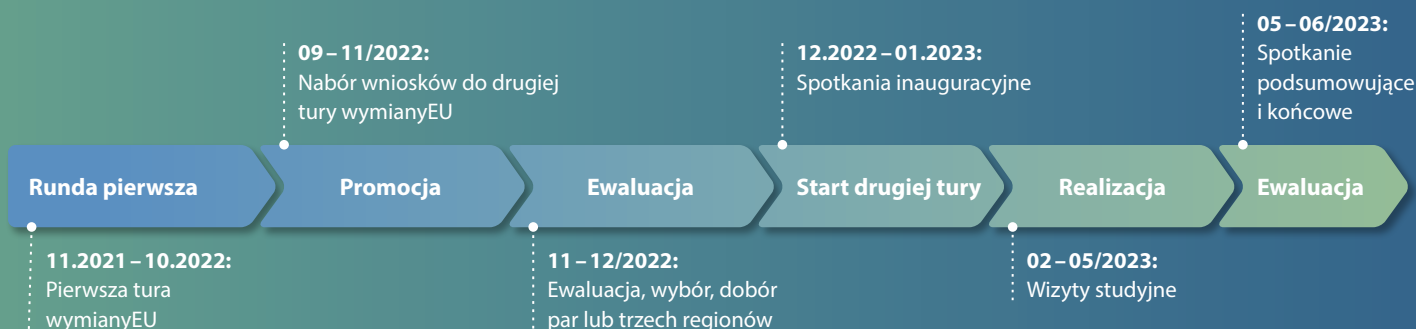 09 – 11/2022:
Nabór wniosków do drugiej
tury wymianyEU
12.2022 – 01.2023:
Spotkania inauguracyjne
05 – 06/2023:
Spotkanie
podsumowujące
i końcowe
Runda pierwsza
Promocja
Ewaluacja
Start drugiej tury
Realizacja
Ewaluacja
11.2021 – 10.2022:
Pierwsza tura
wymianyEU
11 – 12/2022:
Ewaluacja, wybór, dobór
par lub trzech regionów
02 – 05/2023:
Wizyty studyjne